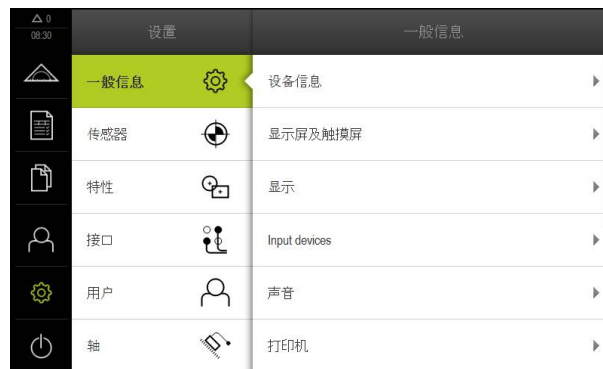 0
08:30
设置
一般信息
一般信息
传感器
特性
接口
用户
轴
设备信息
显示屏及触摸屏
显示
Input devices
声音
打印机